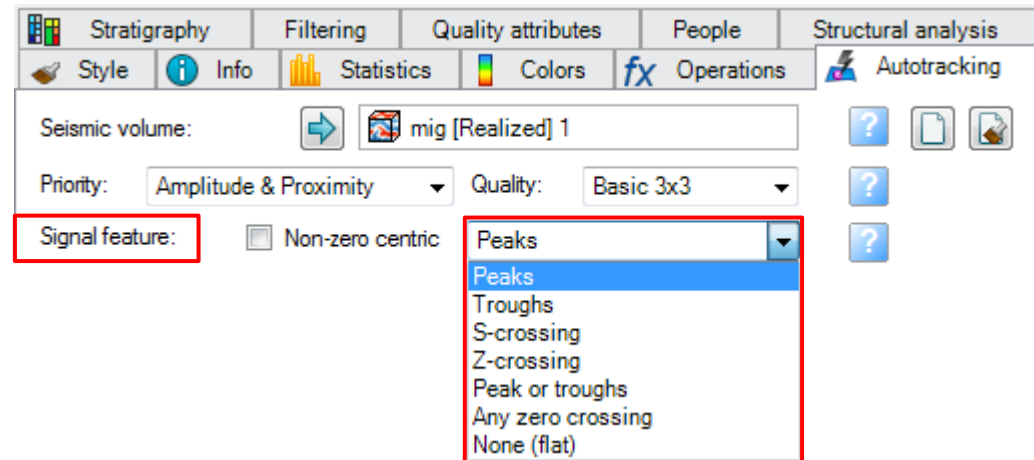 Stratigraphy Filtering Quality attributes People Structural analysis
Style Info Statistics Colors fx Operations Autotracking
Seismic volume: mig [Realized] 1 ?
Priority: Amplitude & Proximity Quality: Basic 3x3 ?
Signal feature: Non-zero centric Peaks ?
Peaks
Troughs
S-crossing
Z-crossing
Peak or troughs
Any zero crossing
None (flat)